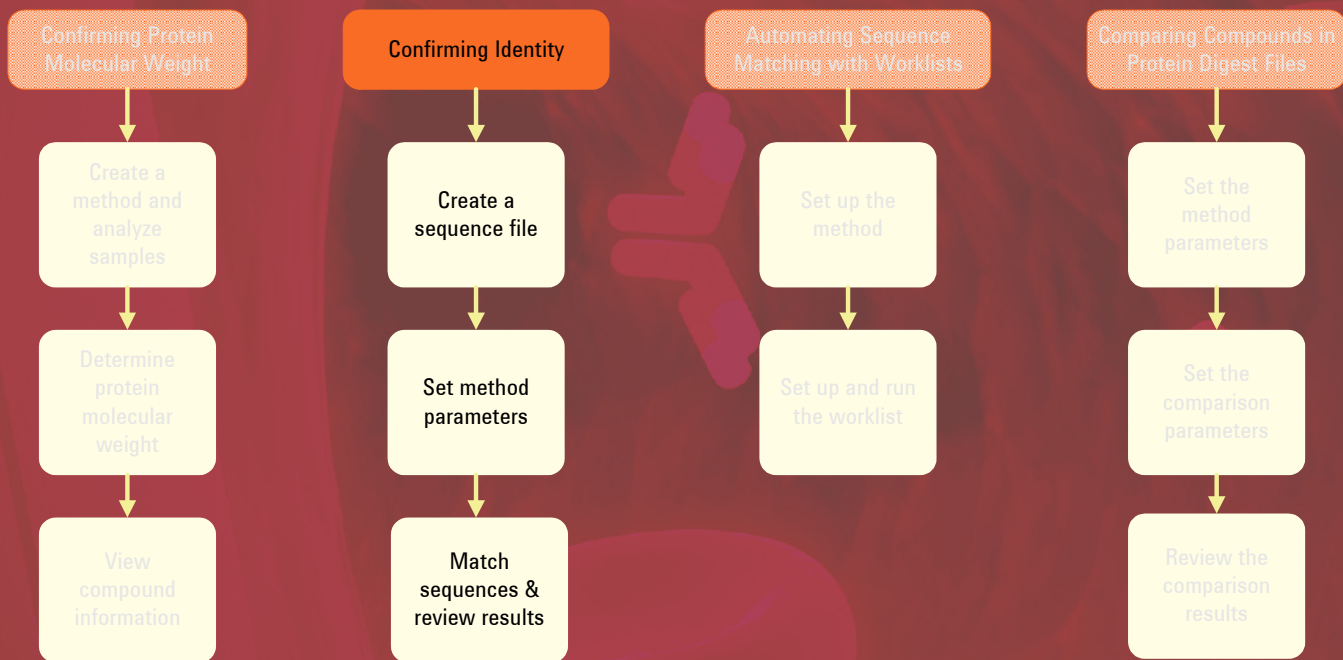 Confirming Protein
Molecular Weight
Create a
method and
analyze
samples
Determine
protein
molecular
weight
View
compound
information
Confirming Identity
Create a
sequence file
Set method
parameters
Match
sequences &
review results
Automating Sequence
Matching with Worklists
Set up the
method
Set up and run
the worklist
Comparing Compounds in
Protein Digest Files
Set the
method
parameters
Set the
comparison
parameters
Review the
comparison
results